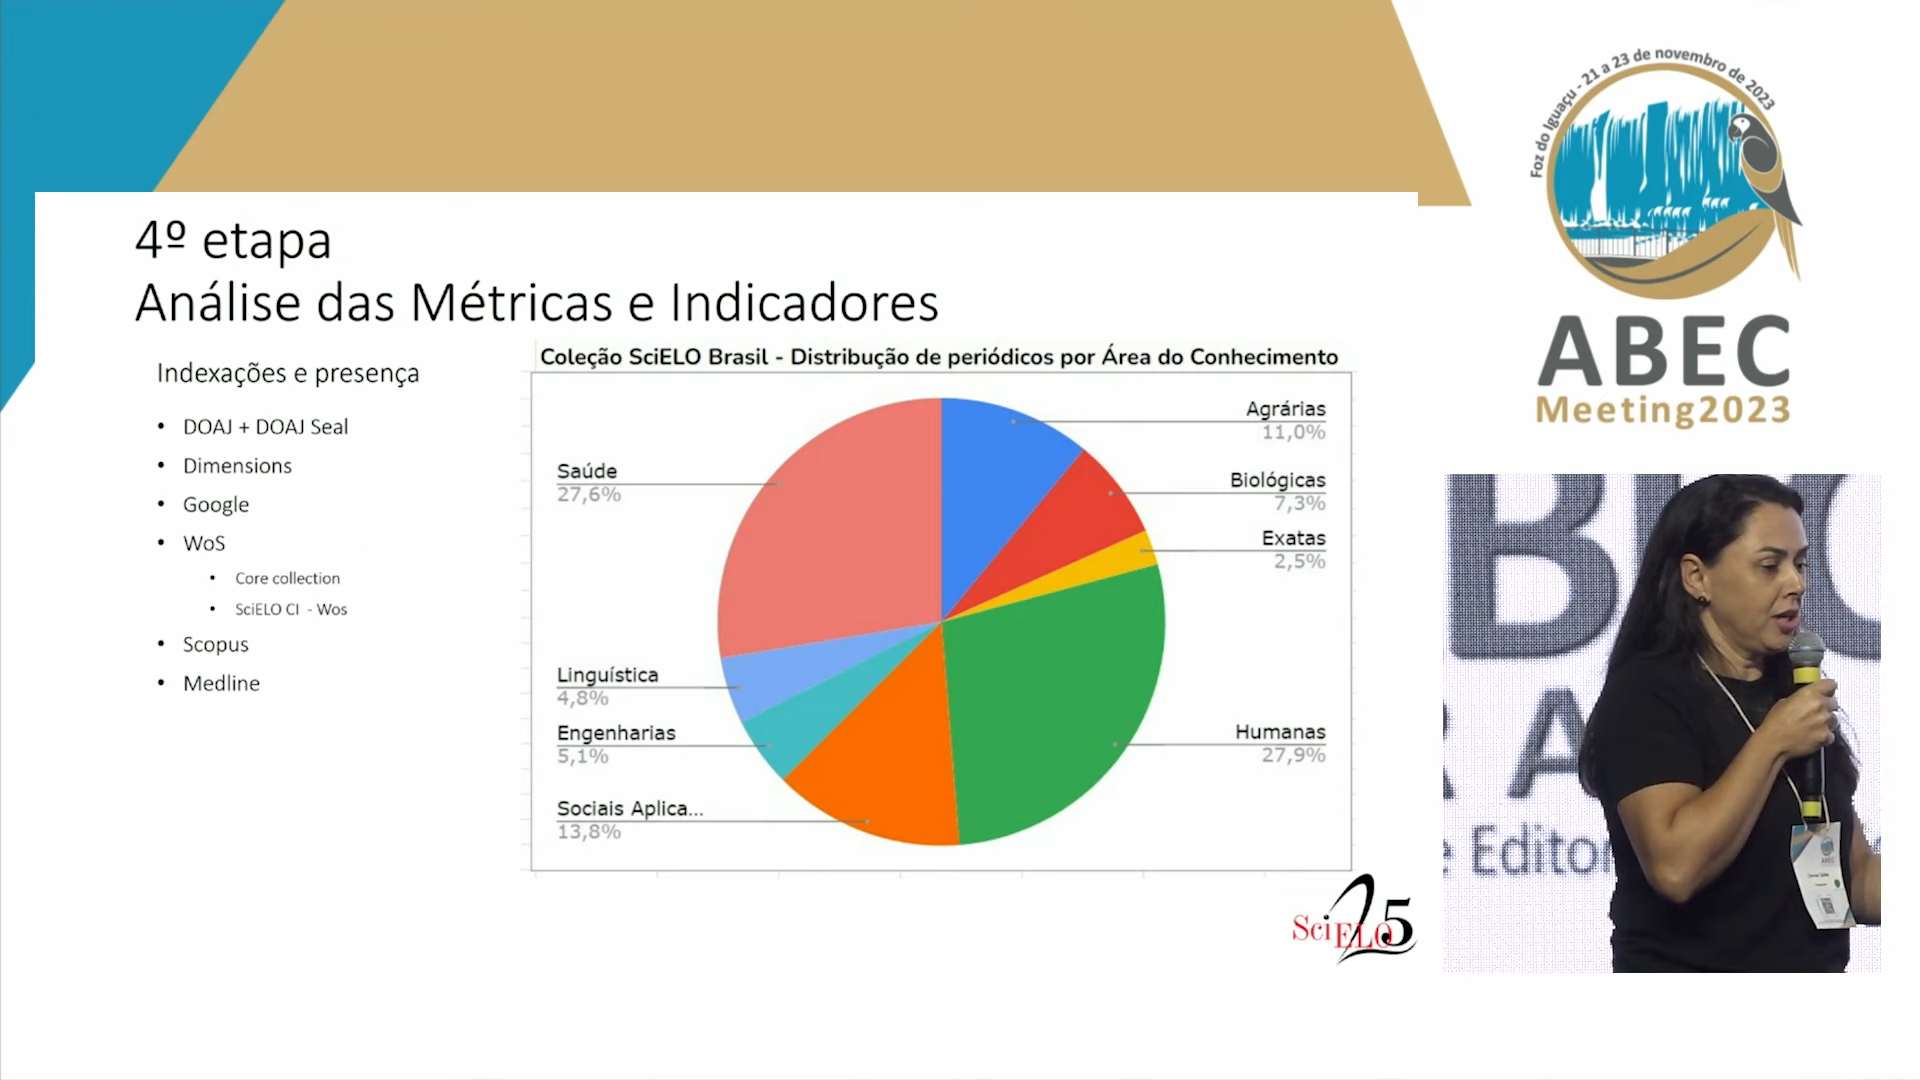 4º etapa
Análise das Métricas e Indicadores
Indexações e presença
• DOAJ + DOAJ Seal
• Dimensions
• Google
• WoS
• Core collection
• SciELO CI - Wos
• Scopus
• Medline
Coleção SciELO Brasil - Distribução de periódicos por Área do Conhecimento
Agrárias
11,0%
Biológicas
7,3%
Exatas
2,5%
Humanas
27,9%
Saúde
27,6%
Linguística
4,8%
Engenharias
5,1%
Sociais Aplica...
13,8%
SciELO 25
Foz do Iguaçu - 21 a 23 de novembro de 2023
ABEC
Meeting2023
Editor
ABEC